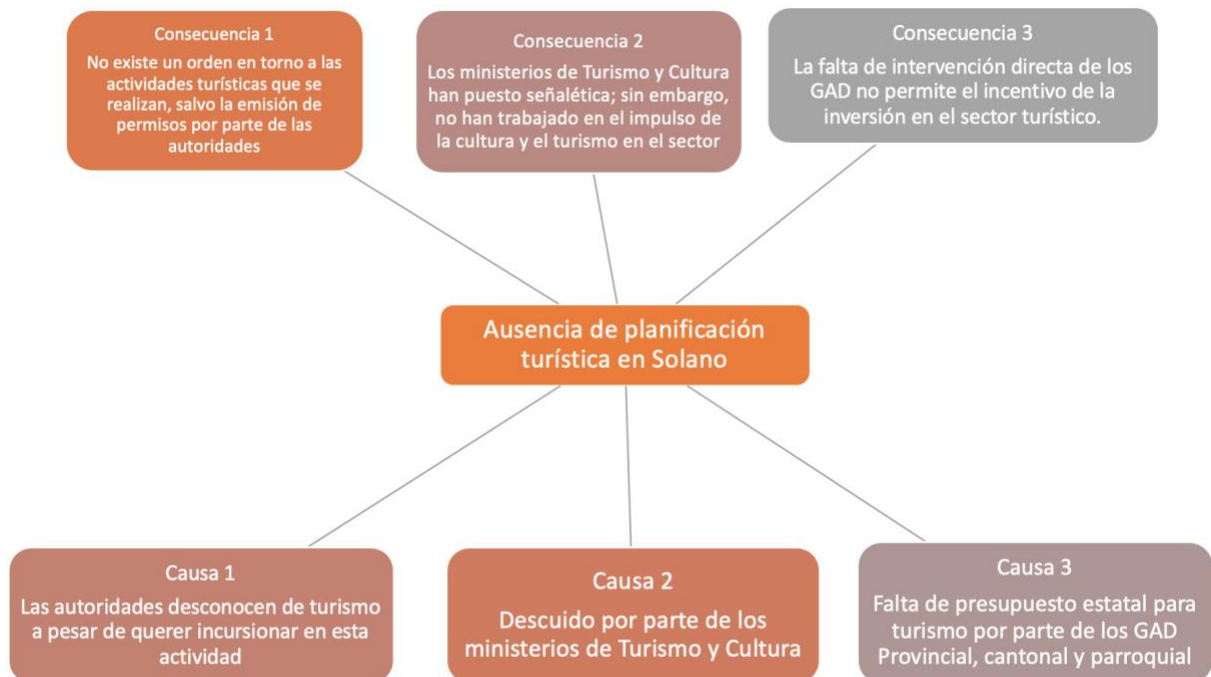 Consecuencia 1
No existe un orden en torno a las
actividades turísticas que se
realizan, salvo la emisión de
permisos por parte de las
autoridades
Consecuencia 2
Los ministerios de Turismo y Cultura
han puesto señalética; sin embargo,
no han trabajado en el impulso de
la cultura y el turismo en el sector
Consecuencia 3
La falta de intervención directa de los
GAD no permite el incentivo de la
inversión en el sector turístico.
Ausencia de planificación
turística en Solano
Causa 1
Las autoridades desconocen de turismo
a pesar de querer incursionar en esta
actividad
Causa 2
Descuido por parte de los
ministerios de Turismo y Cultura
Causa 3
Falta de presupuesto estatal para
turismo por parte de los GAD
Provincial, cantonal y parroquial